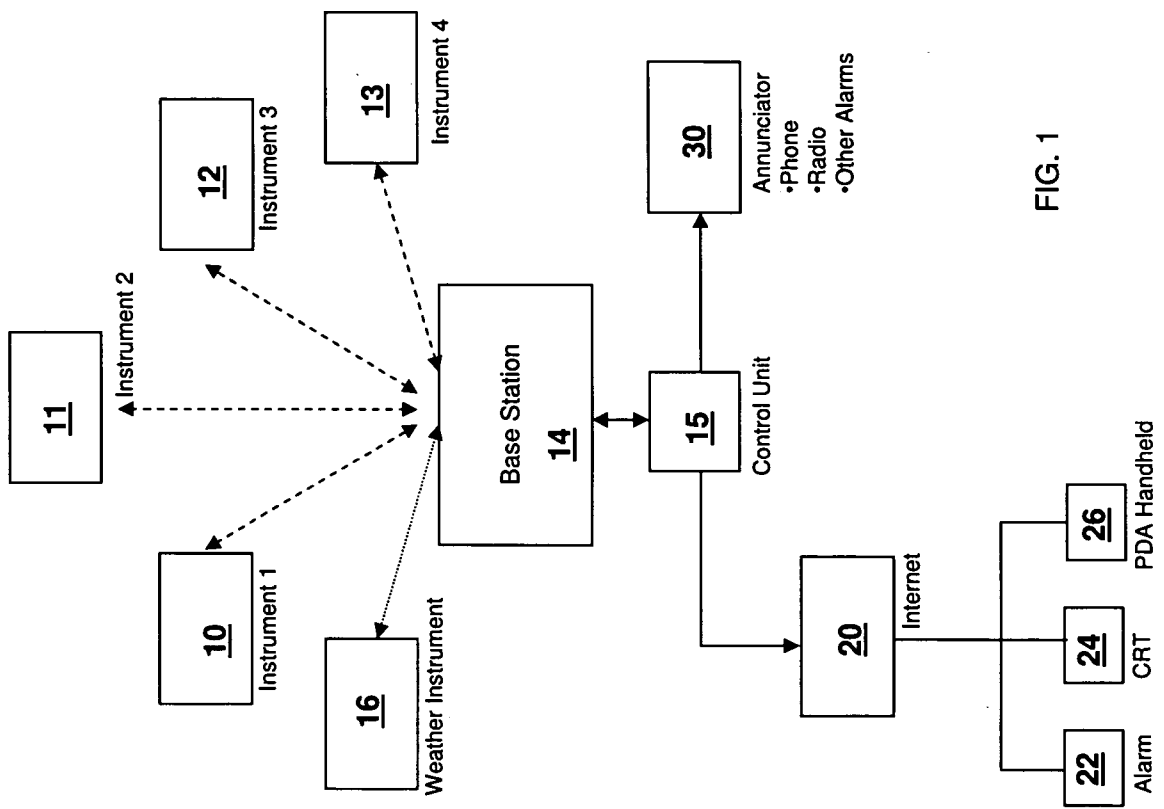 11
Instrument 2
10
Instrument 1
12
Instrument 3
16
Weather Instrument
13
Instrument 4
Base Station
14
15
Control Unit
20
Internet
30
Annunciator
•Phone
•Radio
•Other Alarms
22
Alarm
24
CRT
26
PDA Handheld
FIG. 1